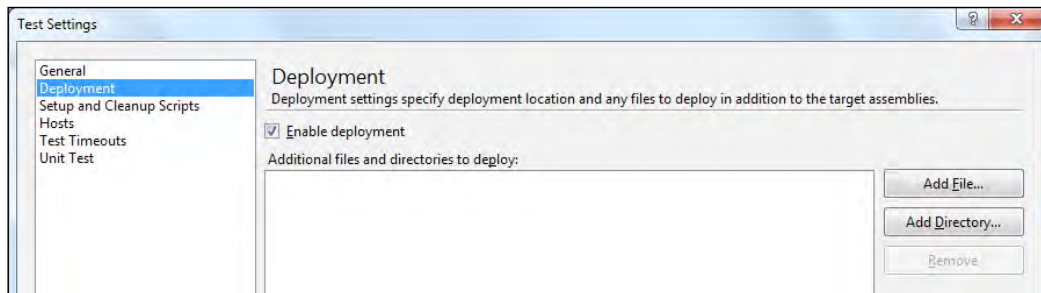 Test Settings
?
General
Deployment
Setup and Cleanup Scripts
Hosts
Test Timeouts
Unit Test
Deployment
Deployment settings specify deployment location and any files to deploy in addition to the target assemblies.
Enable deployment
Additional files and directories to deploy:
Add File...
Add Directory...
Remove